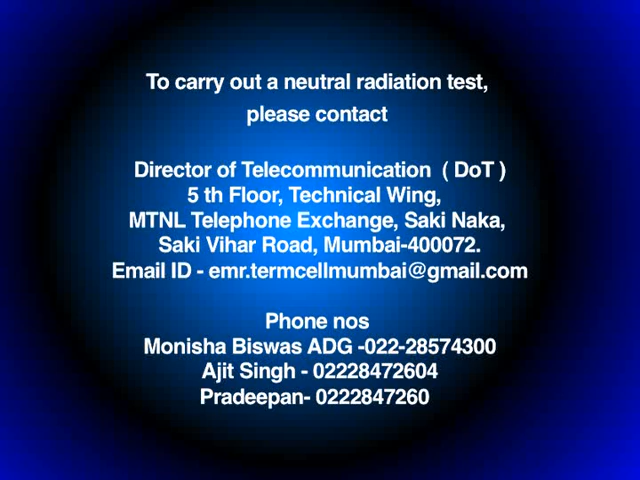 To carry out a neutral radiation test,
please contact
Director of Telecommunication ( DoT )
5 th Floor, Technical Wing,
MTNL Telephone Exchange, Saki Naka,
Saki Vihar Road, Mumbai-400072.
Email ID - emr.termcellmumbai@gmail.com
Phone nos
Monisha Biswas ADG -022-28574300
Ajit Singh - 02228472604
Pradeepan- 0222847260